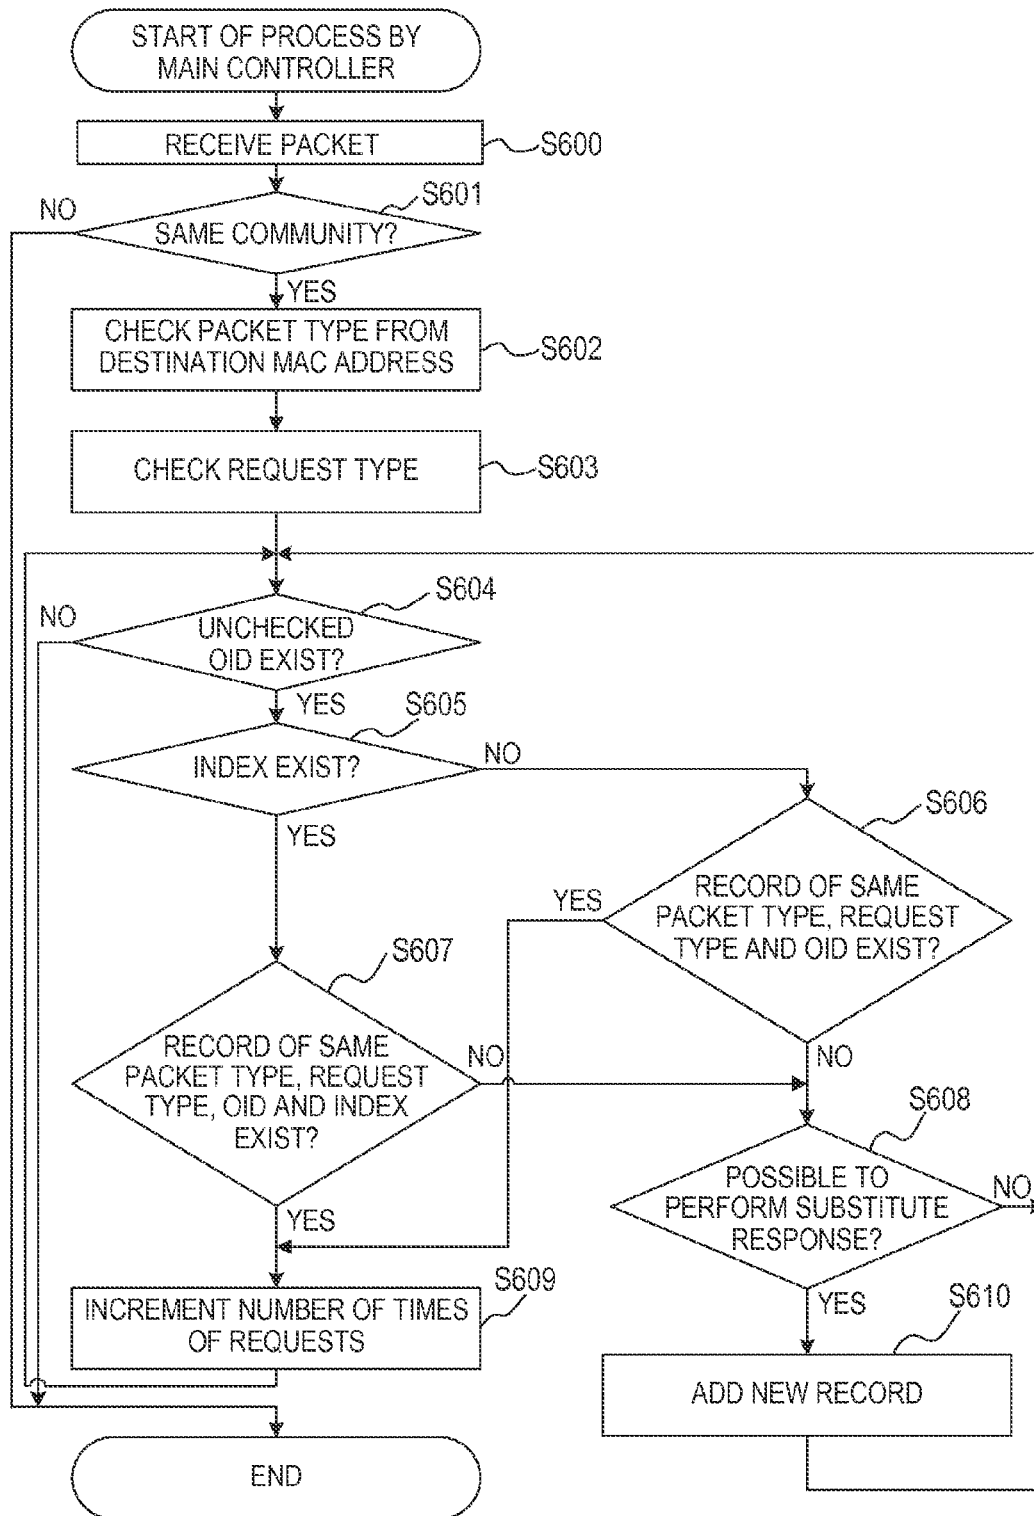 START OF PROCESS BY
MAIN CONTROLLER
RECEIVE PACKET
S600
S601
NO
SAME COMMUNITY?
YES
CHECK PACKET TYPE FROM
DESTINATION MAC ADDRESS
S602
CHECK REQUEST TYPE
S603
S604
NO
UNCHECKED
OID EXIST?
YES
S605
INDEX EXIST?
NO
YES
S606
RECORD OF SAME
PACKET TYPE, REQUEST
TYPE AND OID EXIST?
YES
NO
S607
RECORD OF SAME
PACKET TYPE, REQUEST
TYPE, OID AND INDEX
EXIST?
NO
YES
S608
POSSIBLE TO
PERFORM SUBSTITUTE
RESPONSE?
NO
YES
S609
INCREMENT NUMBER OF TIMES
OF REQUESTS
S610
ADD NEW RECORD
END